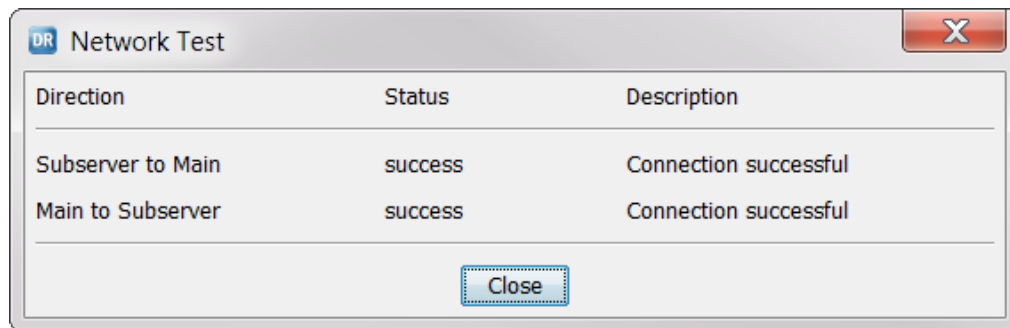 DR Network Test X
Direction Status Description
Subserver to Main success Connection successful
Main to Subserver success Connection successful
Close